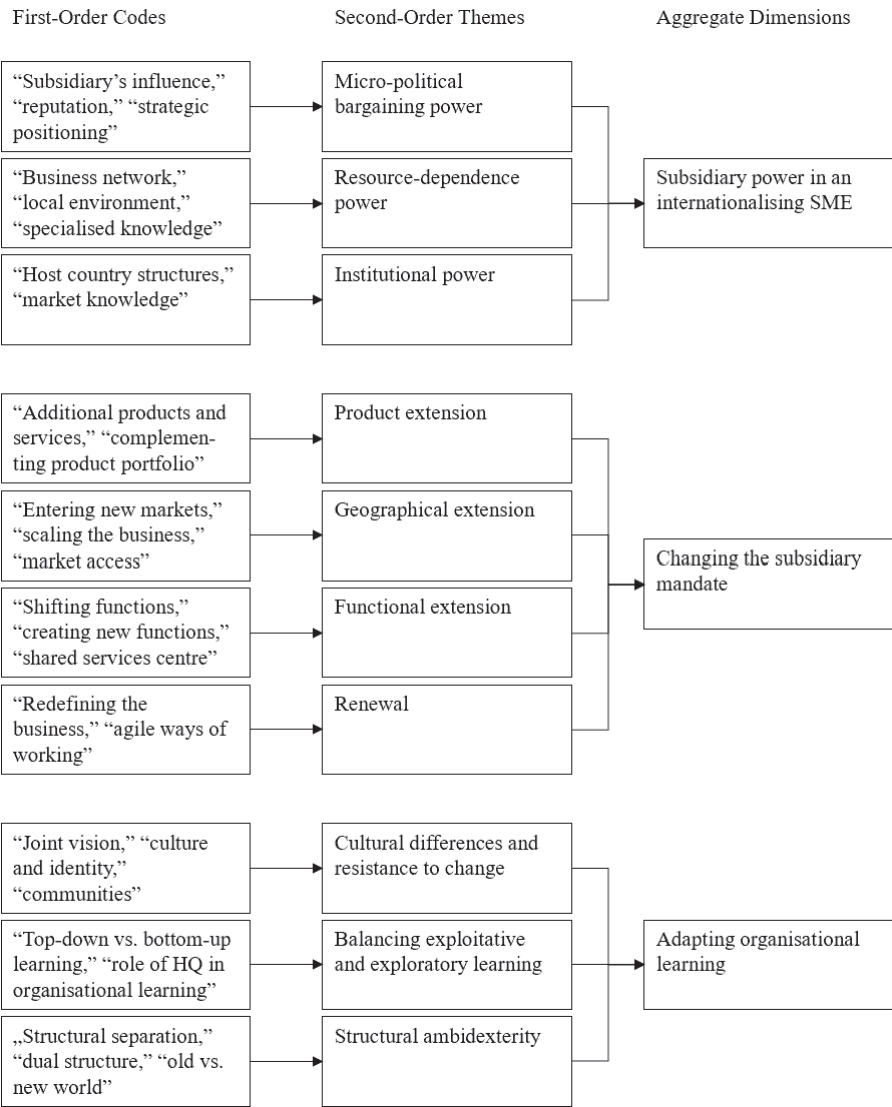 First-Order Codes
Second-Order Themes
Aggregate Dimensions
“Subsidiary’s influence,”
“reputation,” “strategic
positioning”
Micro-political
bargaining power
“Business network,”
“local environment,”
“specialised knowledge”
Resource-dependence
power
Subsidiary power in an
internationalising SME
“Host country structures,”
“market knowledge”
Institutional power
“Additional products and
services,” “complemen-
ting product portfolio”
Product extension
“Entering new markets,”
“scaling the business,”
“market access”
Geographical extension
Changing the subsidiary
mandate
“Shifting functions,”
“creating new functions,”
“shared services centre”
Functional extension
“Redefining the
business,” “agile ways of
working”
Renewal
“Joint vision,” “culture
and identity,”
“communities”
Cultural differences and
resistance to change
“Top-down vs. bottom-up
learning,” “role of HQ in
organisational learning”
Balancing exploitative
and exploratory learning
Adapting organisational
learning
„Structural separation,”
“dual structure,” “old vs.
new world”
Structural ambidexterity